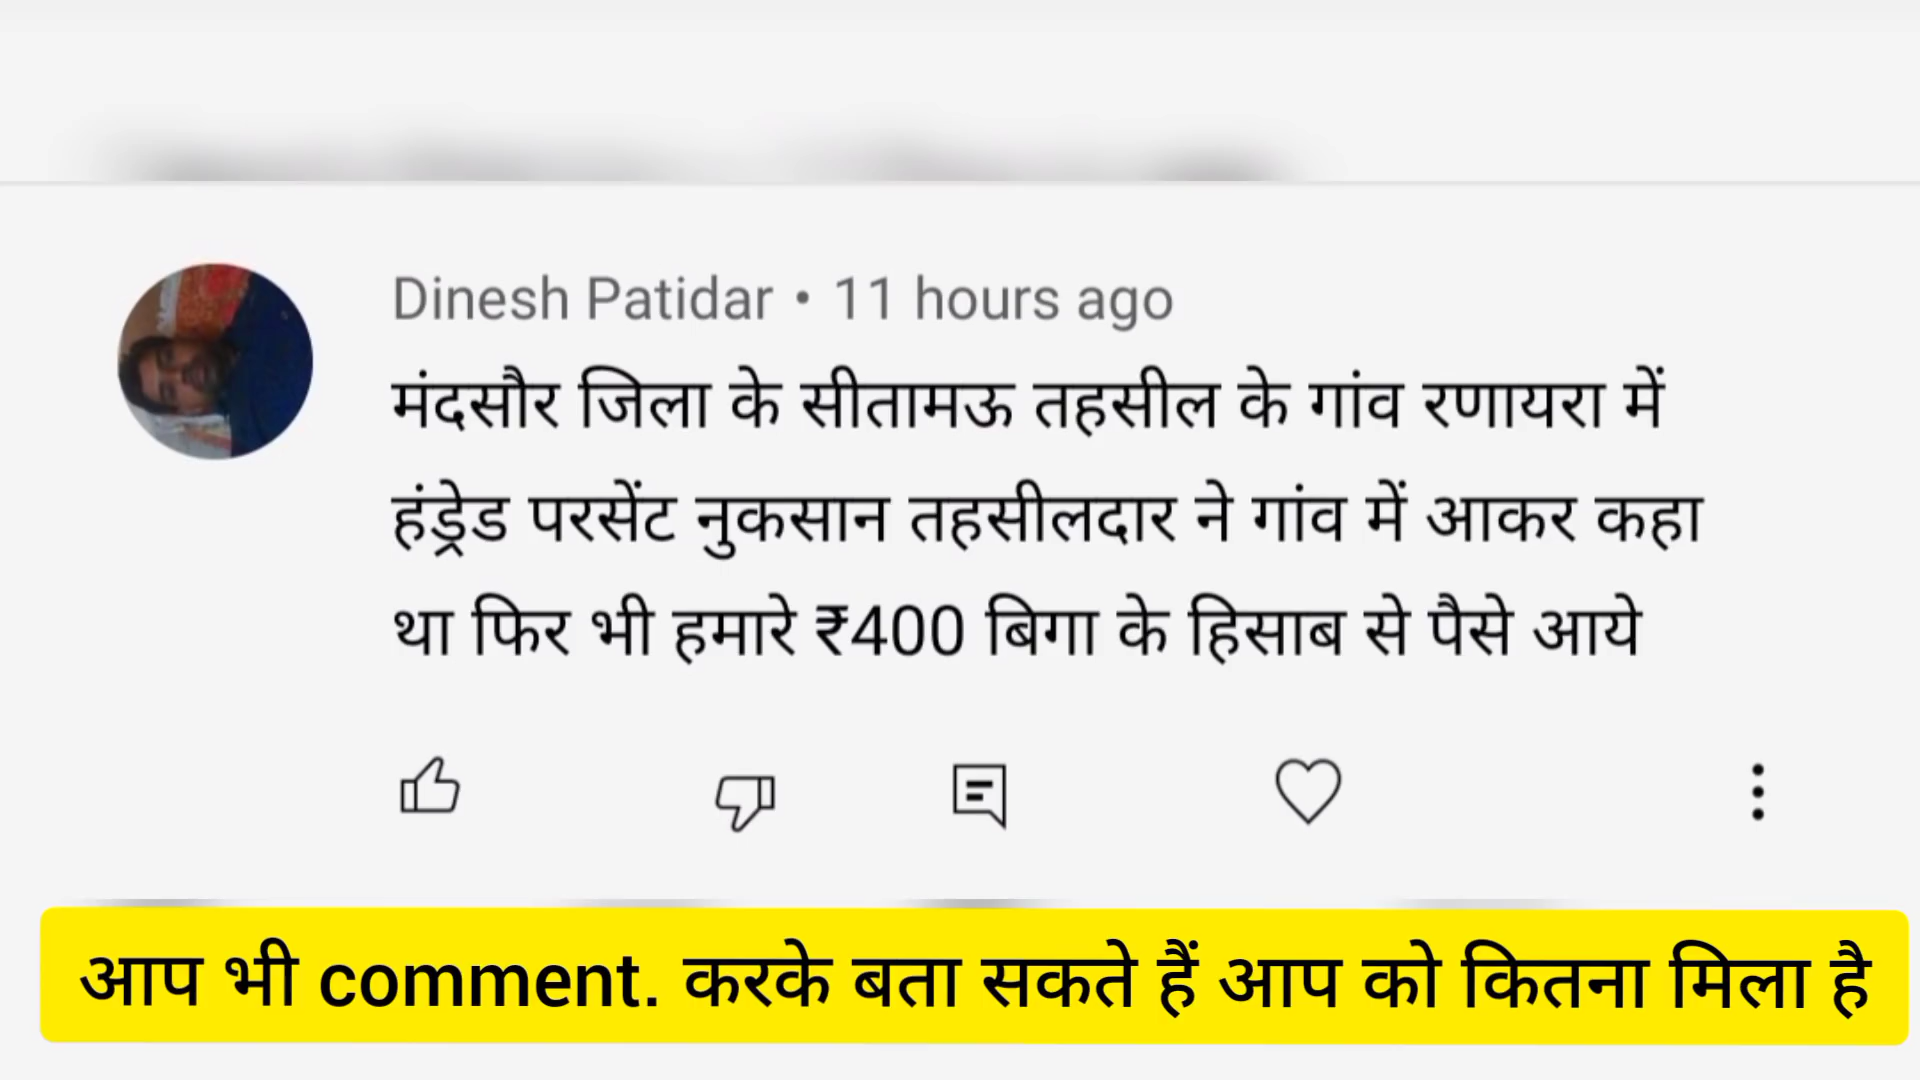 Dinesh Patidar • 11 hours ago
मंदसौर जिला के सीतामऊ तहसील के गांव रणायरा में
हंड्रेड परसेंट नुकसान तहसीलदार ने गांव में आकर कहा
था फिर भी हमारे ₹400 बिगा के हिसाब से पैसे आये
आप भी comment. करके बता सकते हैं आप को कितना मिला है